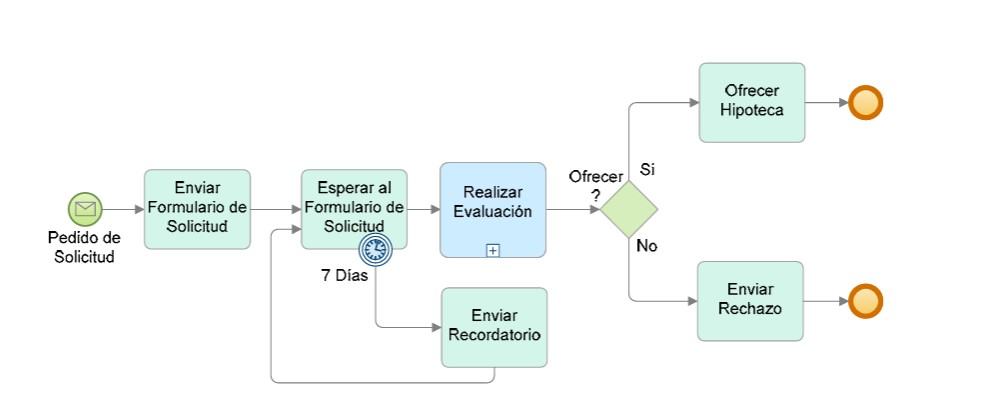 Pedido de
Solicitud
Enviar
Formulario de
Solicitud
Esperar al
Formulario de
Solicitud
7 Días
Realizar
Evaluación
Enviar
Recordatorio
Ofrecer
?
Si
No
Ofrecer
Hipoteca
Enviar
Rechazo